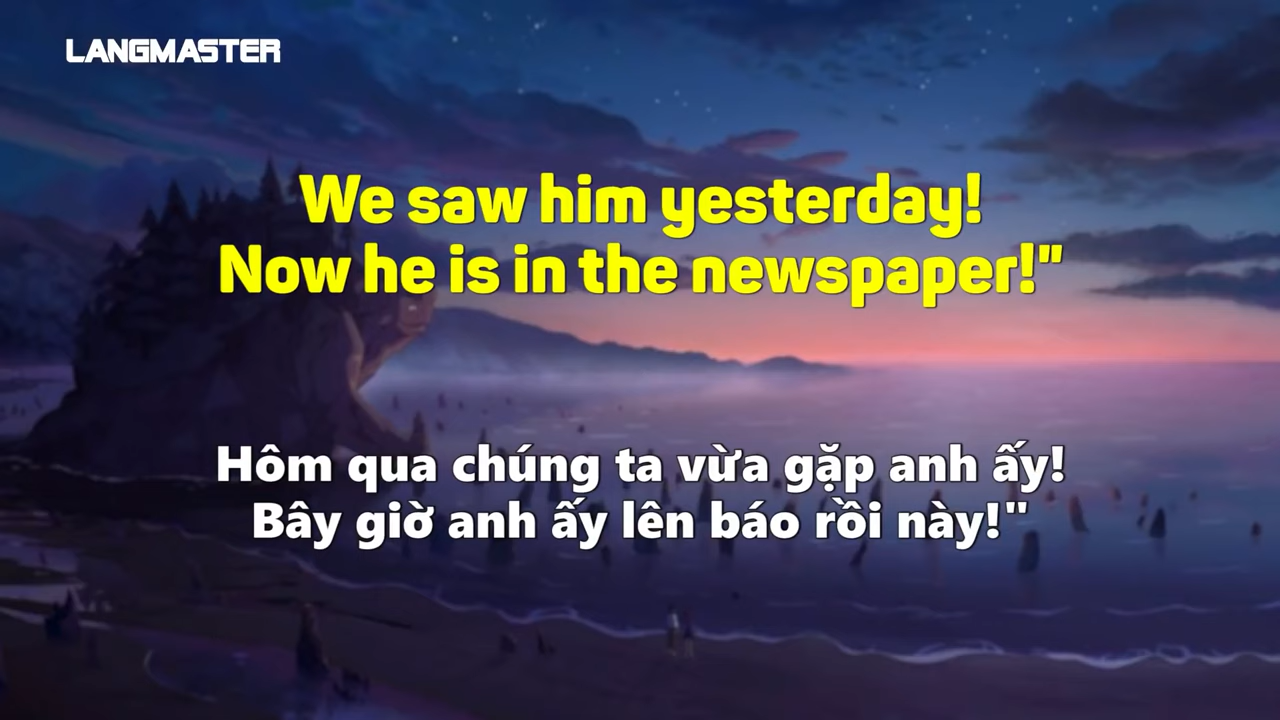 LANGMASTER
We saw him yesterday!
Now he is in the newspaper!"
Hôm qua chúng ta vừa gặp anh ấy!
Bây giờ anh ấy lên báo rồi này!"